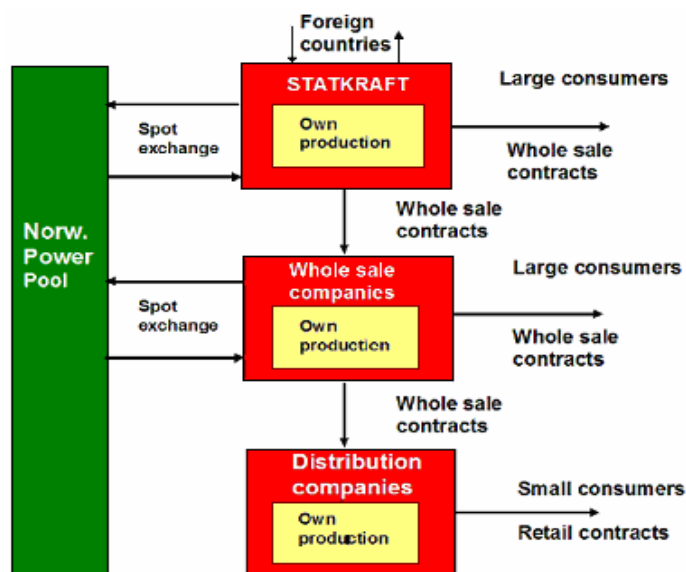 Foreign
countries
STATKRAFT
Own
production
Large consumers
Whole sale
contracts
Spot
exchange
Whole sale
contracts
Norw.
Power
Pool
Whole sale
companies
Own
production
Large consumers
Whole sale
contracts
Spot
exchange
Whole sale
contracts
Distribution
companies
Own
production
Small consumers
Retail contracts